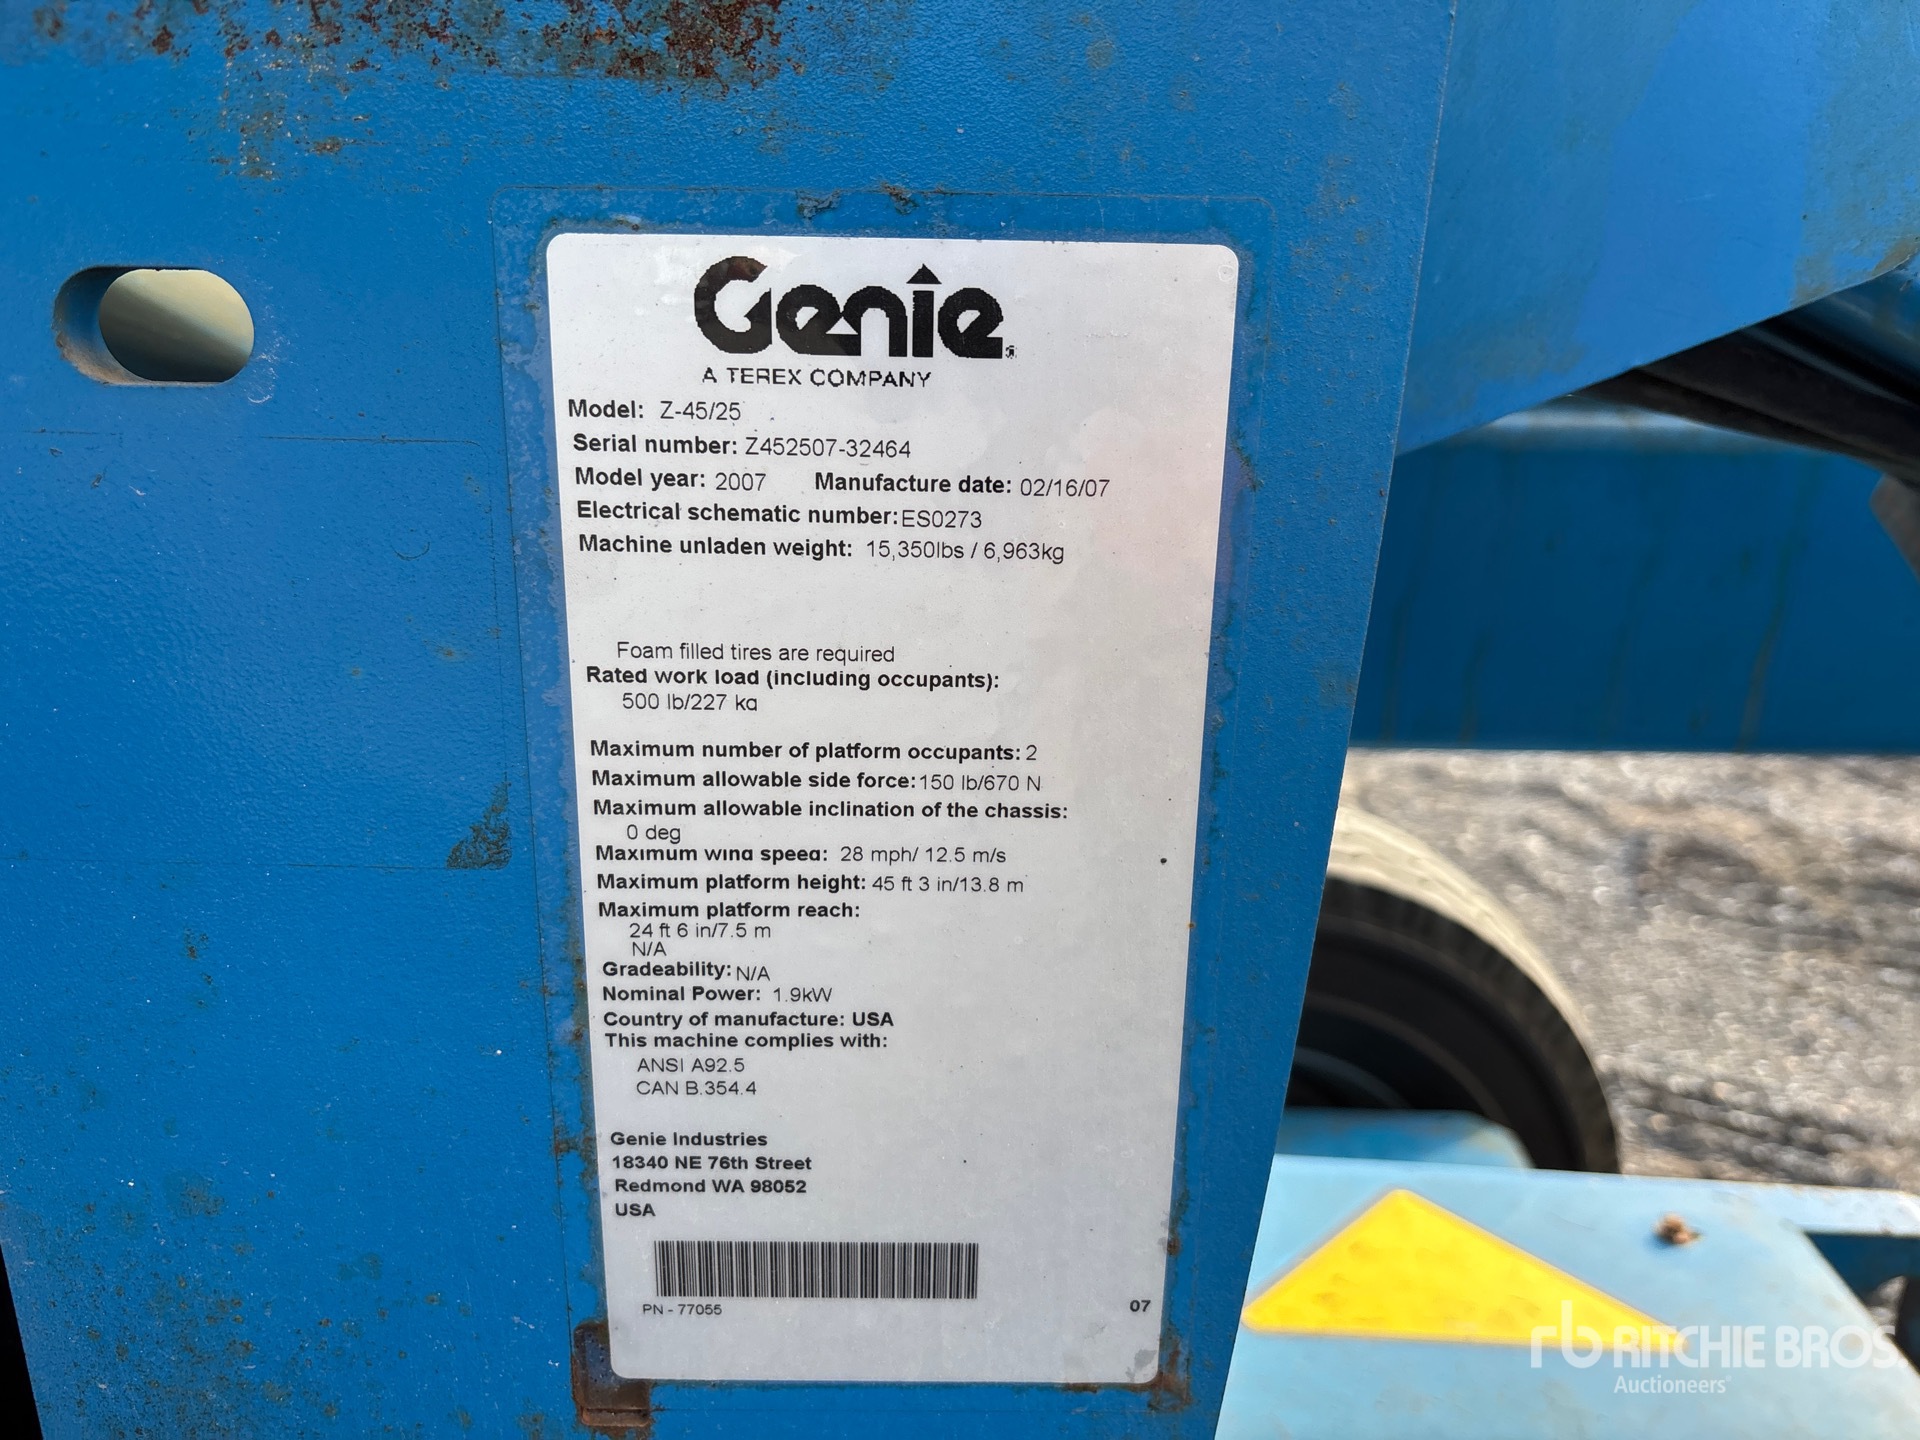 Genie
A TEREX COMPANY
Model: Z-45/25
Serial number: Z452507-32464
Model year: 2007 Manufacture date: 02/16/07
Electrical schematic number: ES0273
Machine unladen weight: 15,350lbs / 6,963kg
Foam filled tires are required
Rated work load (including occupants):
500 lb/227 kg
Maximum number of platform occupants: 2
Maximum allowable side force: 150 lb/670 N
Maximum allowable inclination of the chassis:
0 deg
Maximum wind speed: 28 mph/ 12.5 m/s
Maximum platform height: 45 ft 3 in/13.8 m
Maximum platform reach:
24 ft 6 in/7.5 m
N/A
Gradeability: N/A
Nominal Power: 1.9kW
Country of manufacture: USA
This machine complies with:
ANSI A92.5
CAN B.354.4
Genie Industries
18340 NE 76th Street
Redmond WA 98052
USA
PN - 77055
07
rb RITCHIE BROS.
Auctioneers